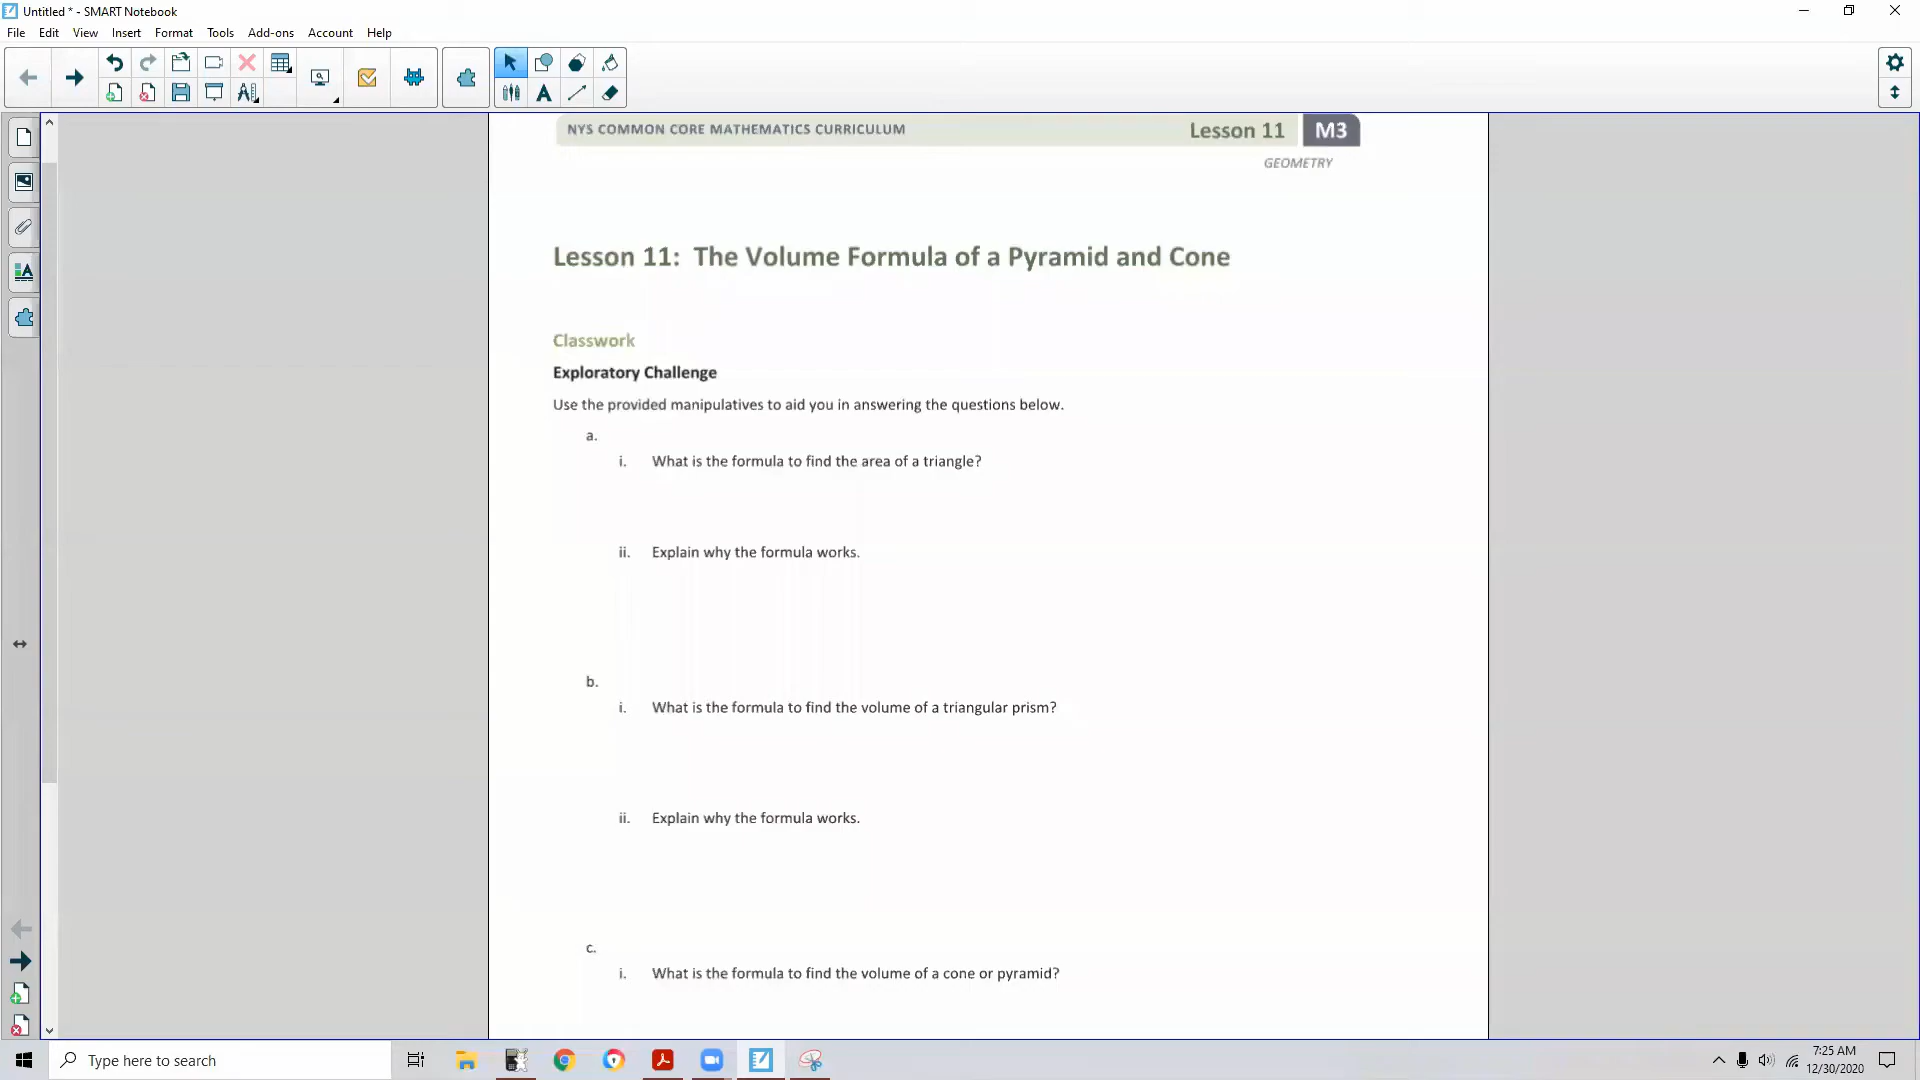 Untitled * - SMART Notebook
File Edit View Insert Format Tools Add-ons Account Help
NYS COMMON CORE MATHEMATICS CURRICULUM Lesson 11 M3
GEOMETRY
Lesson 11: The Volume Formula of a Pyramid and Cone
Classwork
Exploratory Challenge
Use the provided manipulatives to aid you in answering the questions below.
a.
i. What is the formula to find the area of a triangle?
ii. Explain why the formula works.
b.
i. What is the formula to find the volume of a triangular prism?
ii. Explain why the formula works.
c.
i. What is the formula to find the volume of a cone or pyramid?
Type here to search
7:25 AM
12/30/2020